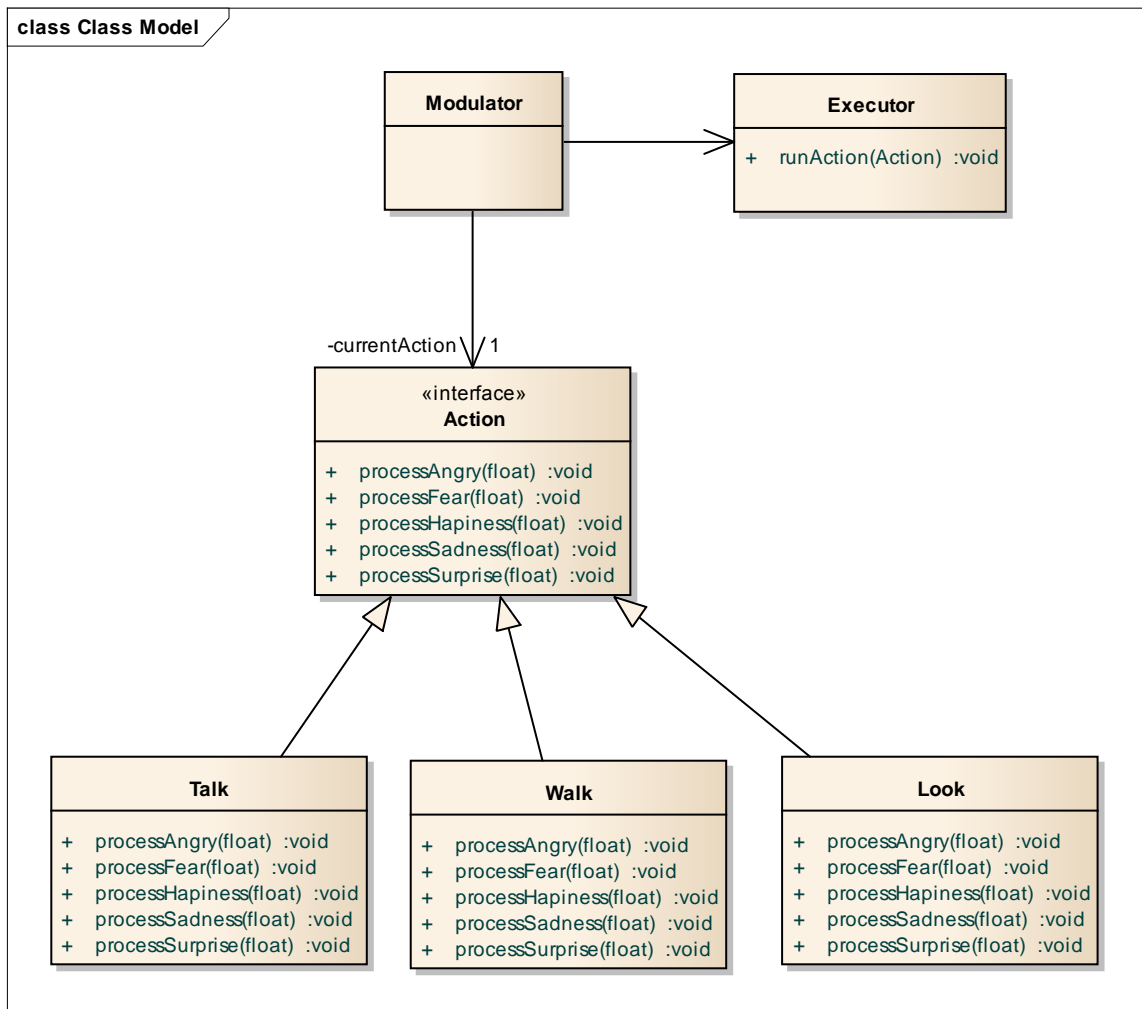 class Class Model
Modulator
Executor
+ runAction(Action) :void
-currentAction 1
«interface»
Action
+ processAngry(float) :void
+ processFear(float) :void
+ processHapiness(float) :void
+ processSadness(float) :void
+ processSurprise(float) :void
Talk
+ processAngry(float) :void
+ processFear(float) :void
+ processHapiness(float) :void
+ processSadness(float) :void
+ processSurprise(float) :void
Walk
+ processAngry(float) :void
+ processFear(float) :void
+ processHapiness(float) :void
+ processSadness(float) :void
+ processSurprise(float) :void
Look
+ processAngry(float) :void
+ processFear(float) :void
+ processHapiness(float) :void
+ processSadness(float) :void
+ processSurprise(float) :void